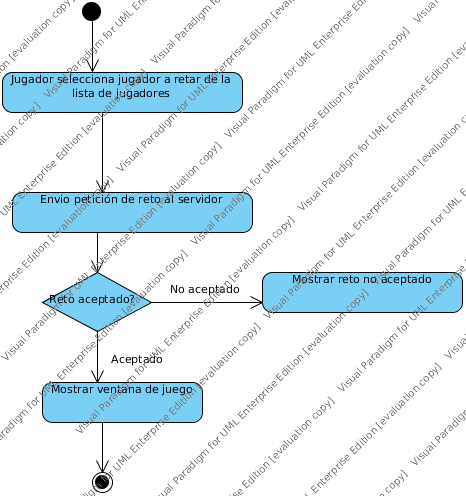 Jugador selecciona jugador a retar de la
lista de jugadores
Envio petición de reto al servidor
Reto aceptado?
No aceptado
Mostrar reto no aceptado
Aceptado
Mostrar ventana de juego
Visual Paradigm for UML Enterprise Edition [evaluation copy]